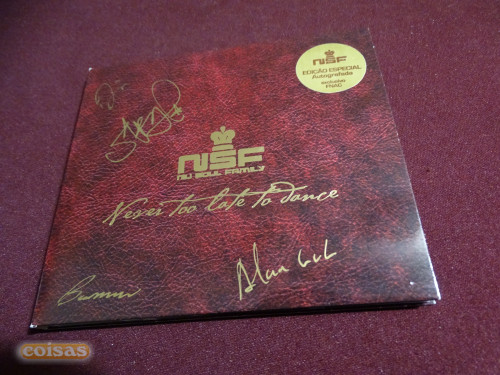 NSF
EDIÇÃO ESPECIAL
Autografada
exclusivo
FNAC
NSF
NU SOUL FAMILY
Never too late to dance
coisas